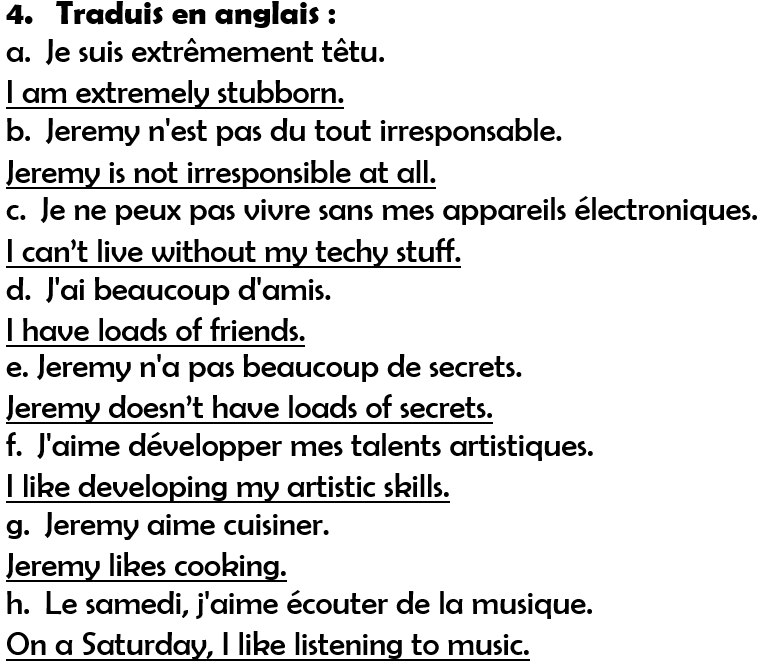 4. Traduis en anglais :
a. Je suis extrêmement têtu.
I am extremely stubborn.
b. Jeremy n'est pas du tout irresponsable.
Jeremy is not irresponsible at all.
c. Je ne peux pas vivre sans mes appareils électroniques.
I can’t live without my techy stuff.
d. J'ai beaucoup d'amis.
I have loads of friends.
e. Jeremy n'a pas beaucoup de secrets.
Jeremy doesn’t have loads of secrets.
f. J'aime développer mes talents artistiques.
I like developing my artistic skills.
g. Jeremy aime cuisiner.
Jeremy likes cooking.
h. Le samedi, j'aime écouter de la musique.
On a Saturday, I like listening to music.